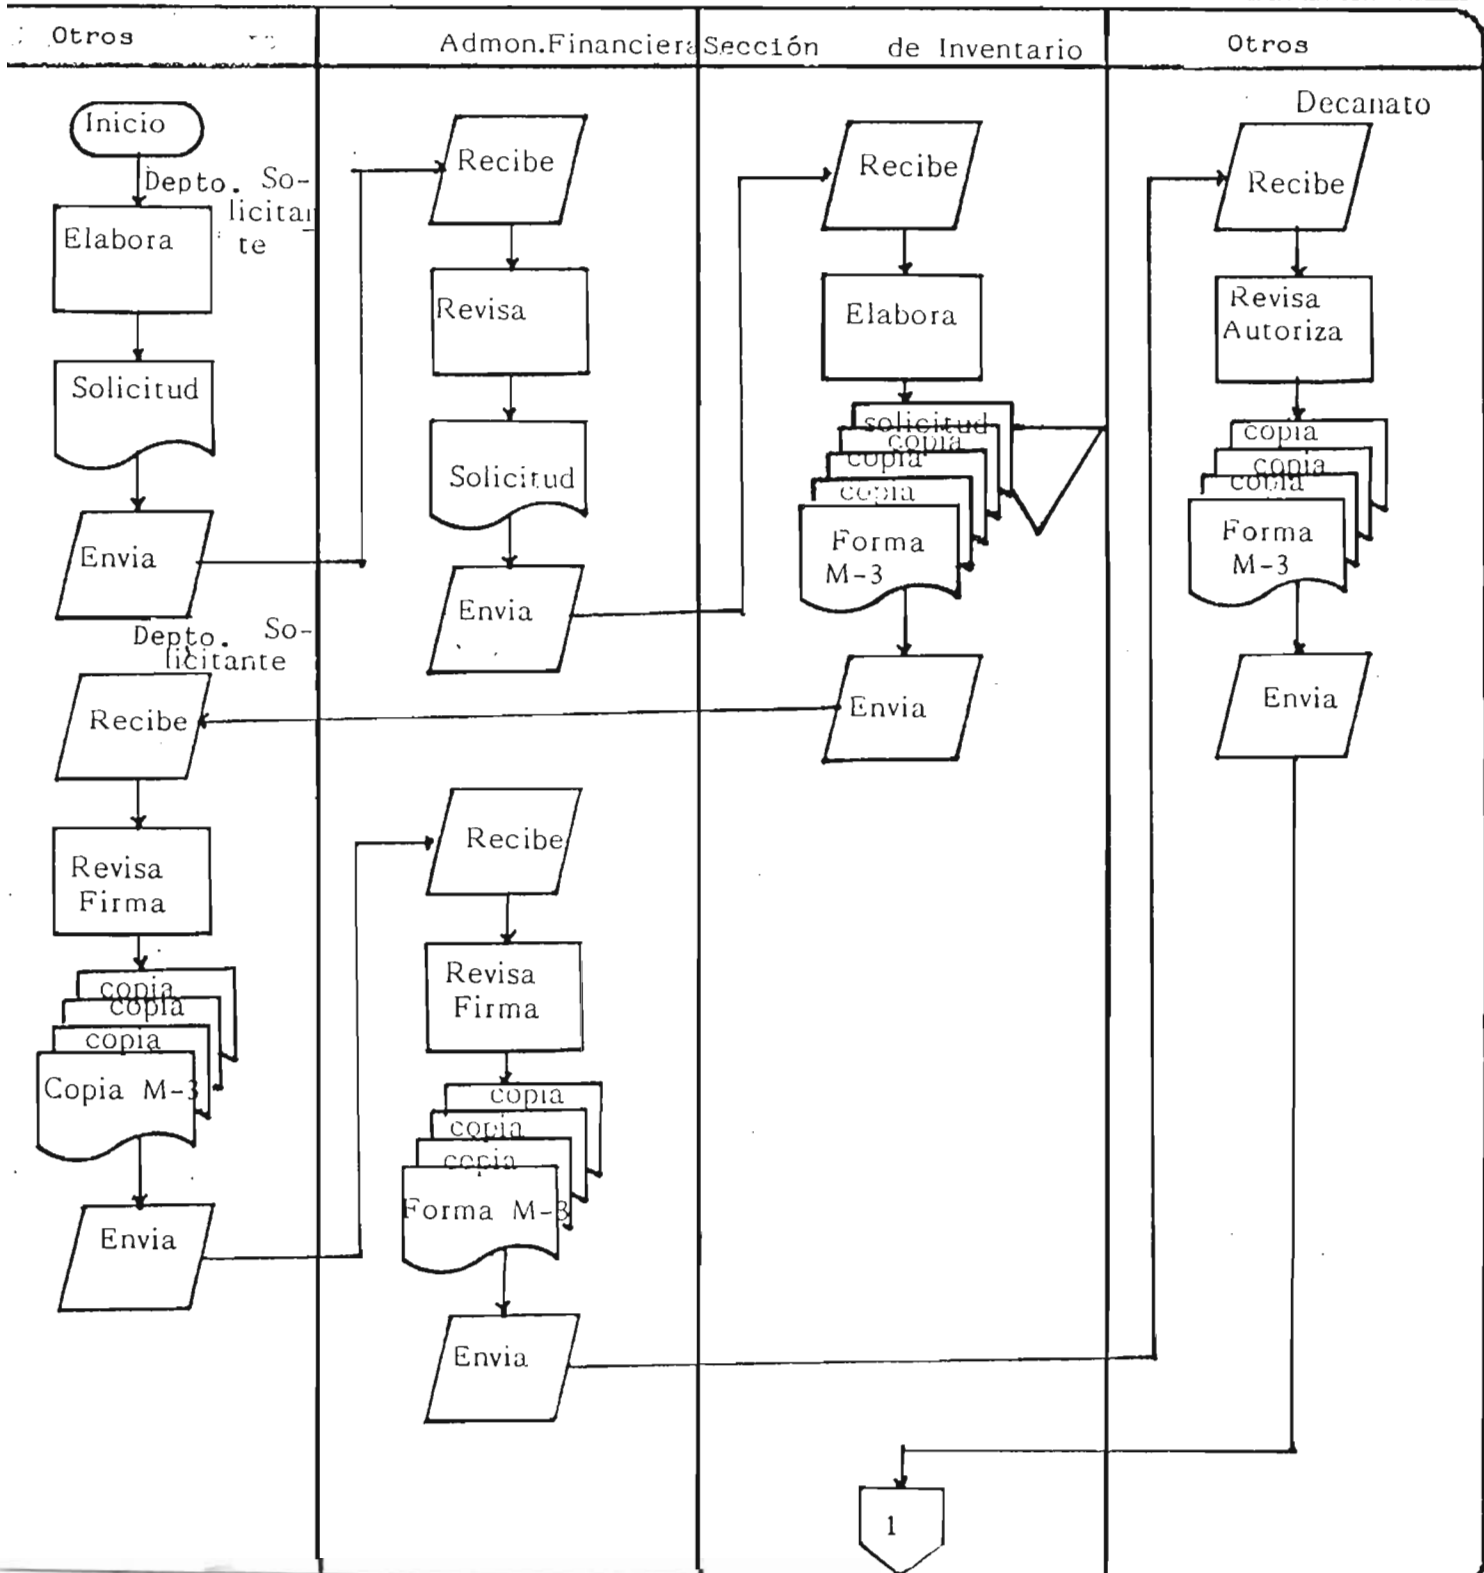 Otros
Admon.Financiera
Sección de Inventario
Otros
Inicio
Depto. So-
licitan
te
Elabora
Solicitud
Envia
Depto. So-
licitante
Recibe
Revisa
Firma
copia
copia
copia
Copia M-3
Envia
Recibe
Revisa
Solicitud
Envia
Recibe
Revisa
Firma
copia
copia
copia
Forma M-3
Envia
Recibe
Elabora
solicitud
copia
copia
copia
Forma
M-3
Envia
1
Decanato
Recibe
Revisa
Autoriza
copia
copia
copia
Forma
M-3
Envia